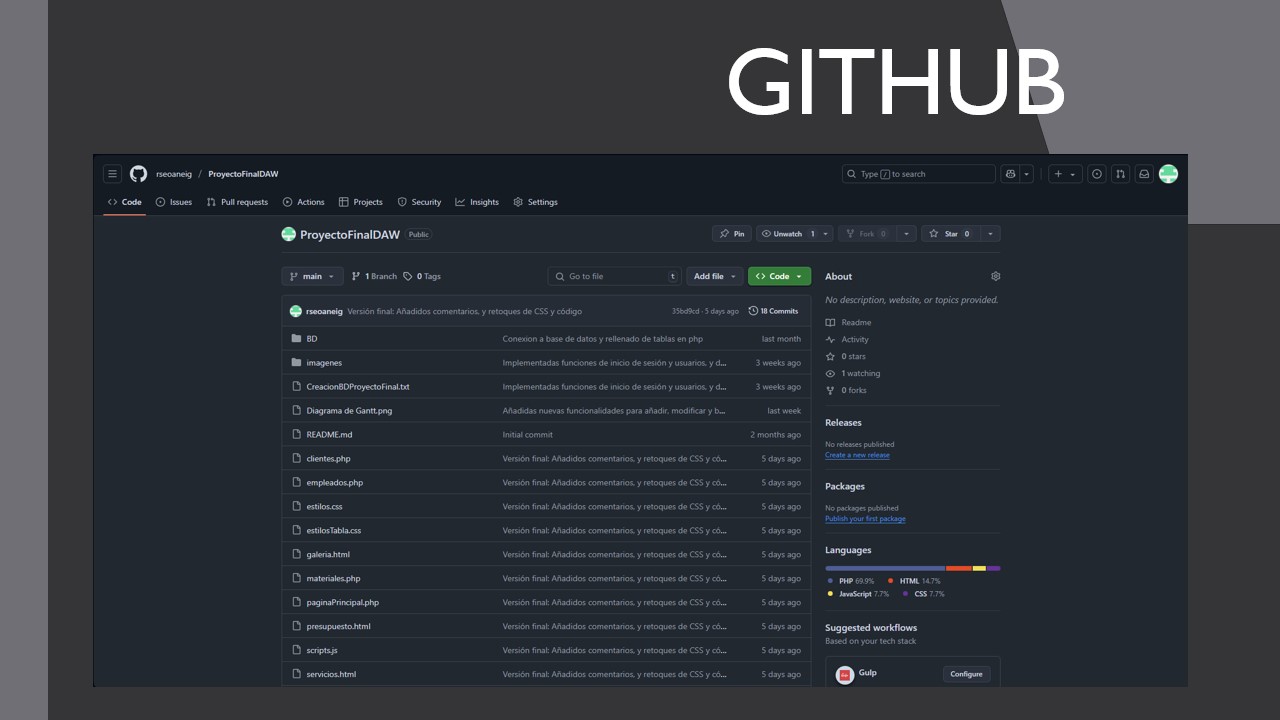 GITHUB
rseoaneig / ProyectoFinalDAW
Type / to search
Code Issues Pull requests Actions Projects Security Insights Settings
ProyectoFinalDAW Public
Pin Unwatch 1 Fork 0 Star 0
main 1 Branch 0 Tags Go to file t Add file Code
About
No description, website, or topics provided.
Readme
Activity
0 stars
1 watching
0 forks
Releases
No releases published
Create a new release
Packages
No packages published
Publish your first package
Languages
PHP 69.9% HTML 14.7%
JavaScript 7.7% CSS 7.7%
Suggested workflows
Based on your tech stack
Gulp Configure
rseoaneig Versión final: Añadidos comentarios, y retoques de CSS y código 35bd9cd · 5 days ago 18 Commits
BD Conexion a base de datos y rellenado de tablas en php last month
imagenes Implementadas funciones de inicio de sesión y usuarios, y d... 3 weeks ago
CreacionBDProyectoFinal.txt Implementadas funciones de inicio de sesión y usuarios, y d... 3 weeks ago
Diagrama de Gantt.png Añadidas nuevas funcionalidades para añadir, modificar y b... last week
README.md Initial commit 2 months ago
clientes.php Versión final: Añadidos comentarios, y retoques de CSS y có... 5 days ago
empleados.php Versión final: Añadidos comentarios, y retoques de CSS y có... 5 days ago
estilos.css Versión final: Añadidos comentarios, y retoques de CSS y có... 5 days ago
estilosTabla.css Versión final: Añadidos comentarios, y retoques de CSS y có... 5 days ago
galeria.html Versión final: Añadidos comentarios, y retoques de CSS y có... 5 days ago
materiales.php Versión final: Añadidos comentarios, y retoques de CSS y có... 5 days ago
paginaPrincipal.php Versión final: Añadidos comentarios, y retoques de CSS y có... 5 days ago
presupuesto.html Versión final: Añadidos comentarios, y retoques de CSS y có... 5 days ago
scripts.js Versión final: Añadidos comentarios, y retoques de CSS y có... 5 days ago
servicios.html Versión final: Añadidos comentarios, y retoques de CSS y có... 5 days ago